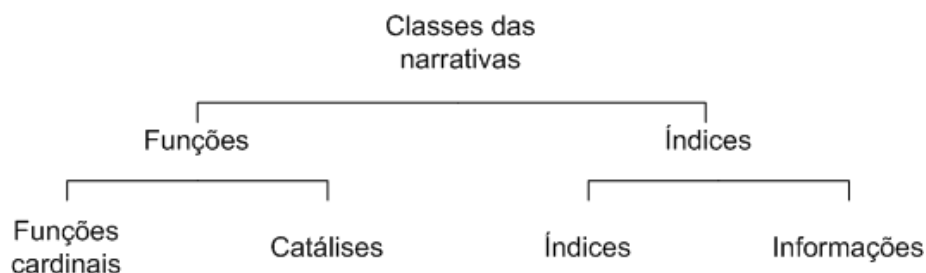 Classes das
narrativas
Funções
Índices
Funções
cardinais
Catálises
Índices
Informações